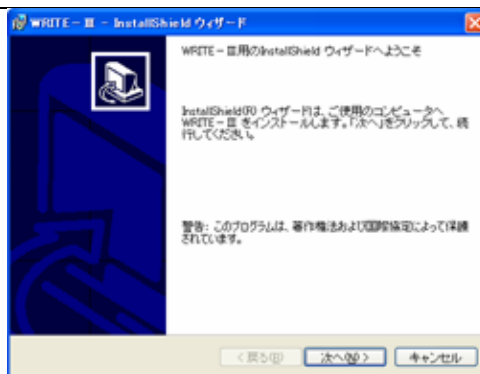 WRITE-Ⅲ - InstallShield ウィザード
WRITE-Ⅲ用のInstallShield ウィザードへようこそ
InstallShield(R) ウィザードは、ご使用のコンピュータへ
WRITE-Ⅲ をインストールします。「次へ」をクリックして、続
行してください。
警告: このプログラムは、著作権法および国際協定によって保護
されています。
< 戻る(B)
次へ(N) >
キャンセル